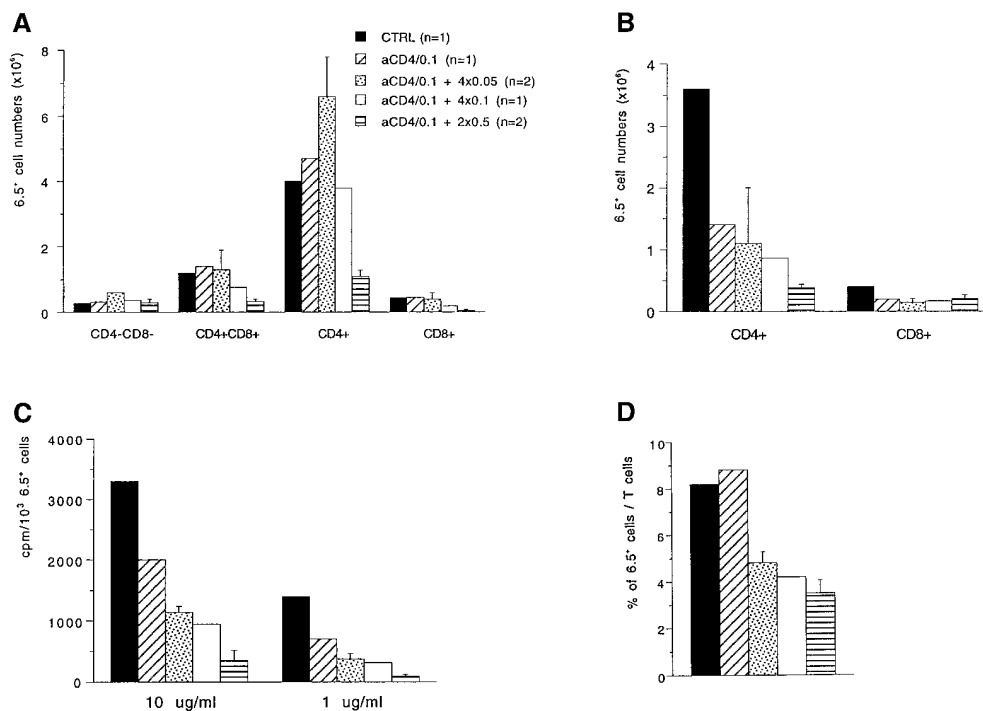 A
6.5⁺ cell numbers (x10⁶)
8
6
4
2
0
CD4-CD8-
CD4+CD8+
CD4+
CD8+
CTRL (n=1)
aCD4/0.1 (n=1)
aCD4/0.1 + 4x0.05 (n=2)
aCD4/0.1 + 4x0.1 (n=1)
aCD4/0.1 + 2x0.5 (n=2)
B
6.5⁺ cell numbers (x10⁶)
4
3
2
1
0
CD4+
CD8+
C
cpm/10³ 6.5⁺ cells
4000
3000
2000
1000
0
10 ug/ml
1 ug/ml
D
% of 6.5⁺ cells / T cells
10
8
6
4
2
0